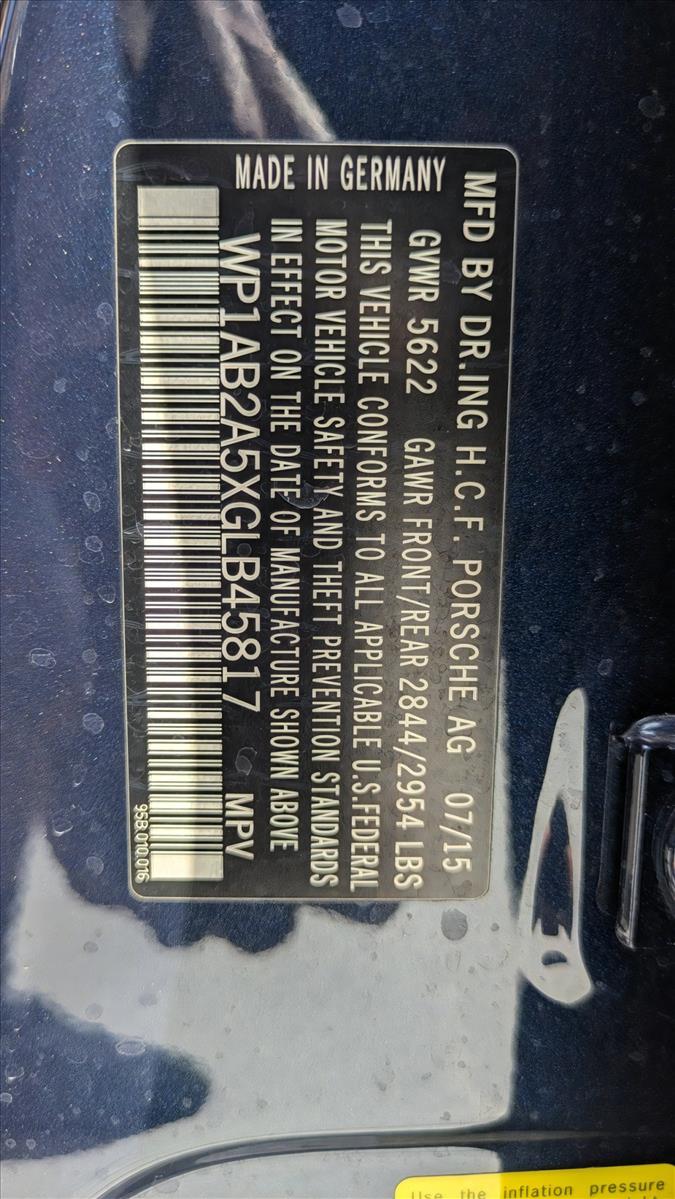 MFD BY DR.ING H.C.F. PORSCHE AG 07/15
GVWR 5622 GAWR FRONT/REAR 2844/2954 LBS
THIS VEHICLE CONFORMS TO ALL APPLICABLE U.S.FEDERAL
MOTOR VEHICLE SAFETY AND THEFT PREVENTION STANDARDS
IN EFFECT ON THE DATE OF MANUFACTURE SHOWN ABOVE
MADE IN GERMANY
WP1AB2A5XGLB45817 MPV
95B.010.016
Use the inflation pressure